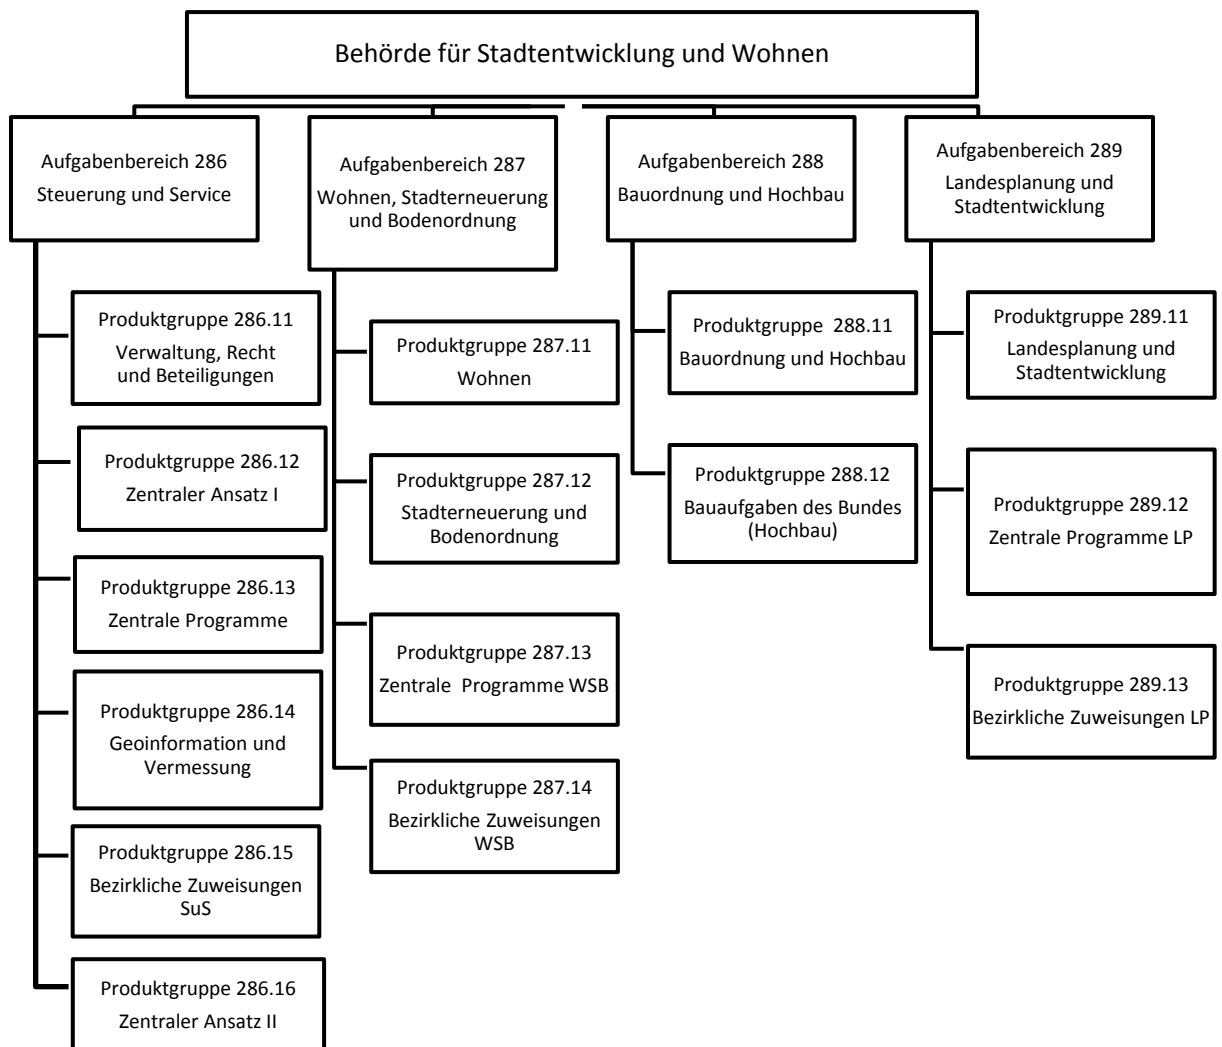 Behörde für Stadtentwicklung und Wohnen
Aufgabenbereich 286
Steuerung und Service
Produktgruppe 286.11
Verwaltung, Recht
und Beteiligungen
Produktgruppe 286.12
Zentraler Ansatz I
Produktgruppe 286.13
Zentrale Programme
Produktgruppe 286.14
Geoinformation und
Vermessung
Produktgruppe 286.15
Bezirkliche Zuweisungen
SuS
Produktgruppe 286.16
Zentraler Ansatz II
Aufgabenbereich 287
Wohnen, Stadterneuerung
und Bodenordnung
Produktgruppe 287.11
Wohnen
Produktgruppe 287.12
Stadterneuerung und
Bodenordnung
Produktgruppe 287.13
Zentrale Programme WSB
Produktgruppe 287.14
Bezirkliche Zuweisungen
WSB
Aufgabenbereich 288
Bauordnung und Hochbau
Produktgruppe 288.11
Bauordnung und Hochbau
Produktgruppe 288.12
Bauaufgaben des Bundes
(Hochbau)
Aufgabenbereich 289
Landesplanung und
Stadtentwicklung
Produktgruppe 289.11
Landesplanung und
Stadtentwicklung
Produktgruppe 289.12
Zentrale Programme LP
Produktgruppe 289.13
Bezirkliche Zuweisungen LP